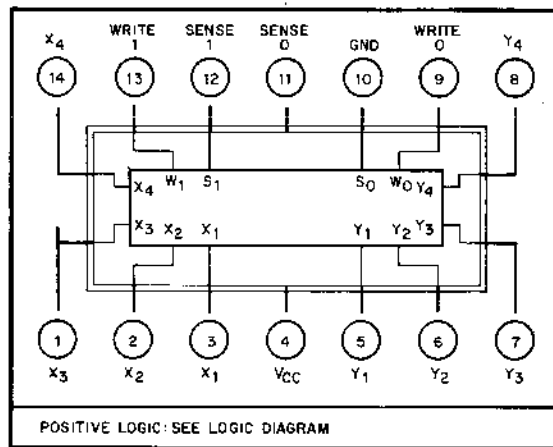 X4 WRITE 1 SENSE 1 SENSE 0 GND WRITE 0 Y4
14 13 12 11 10 9 8
X4 W1 S1 S0 W0 Y4
X3 X2 X1 Y1 Y2 Y3
1 2 3 4 5 6 7
X3 X2 X1 VCC Y1 Y2 Y3
POSITIVE LOGIC: SEE LOGIC DIAGRAM